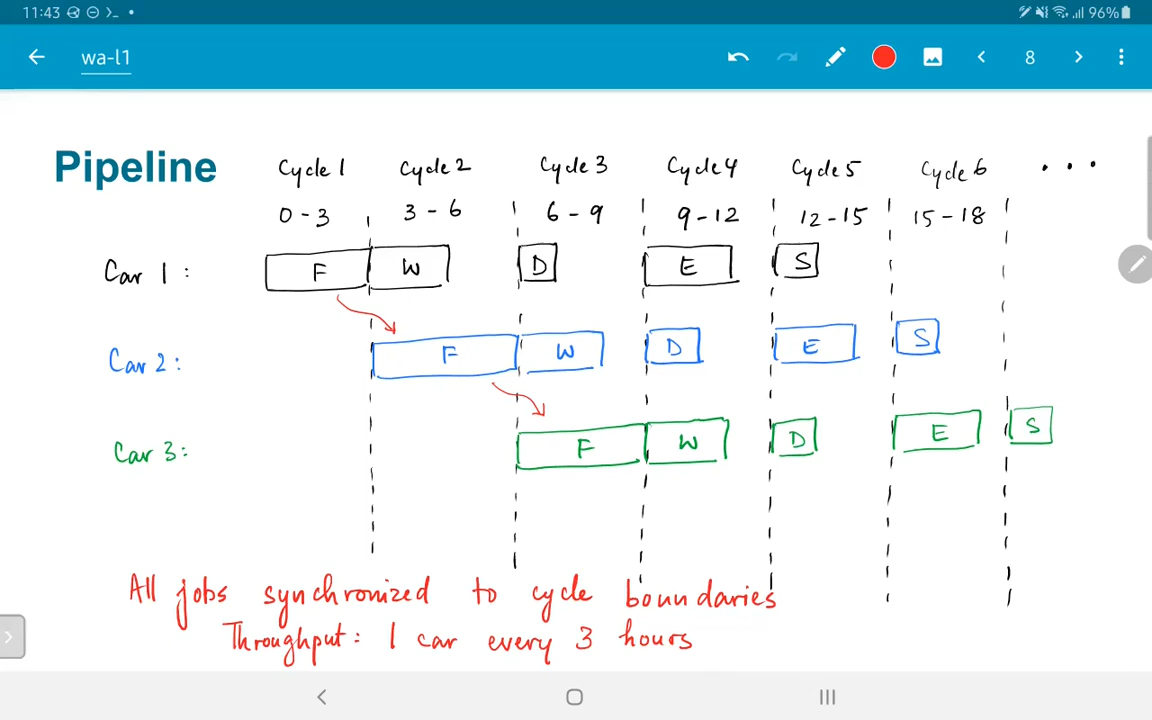 11:43 96%
wa-l1 8
Pipeline Cycle 1 Cycle 2 Cycle 3 Cycle 4 Cycle 5 Cycle 6 ...
0-3 3-6 6-9 9-12 12-15 15-18
Car 1: F W D E S
Car 2: F W D E S
Car 3: F W D E S
All jobs synchronized to cycle boundaries
Throughput: 1 car every 3 hours